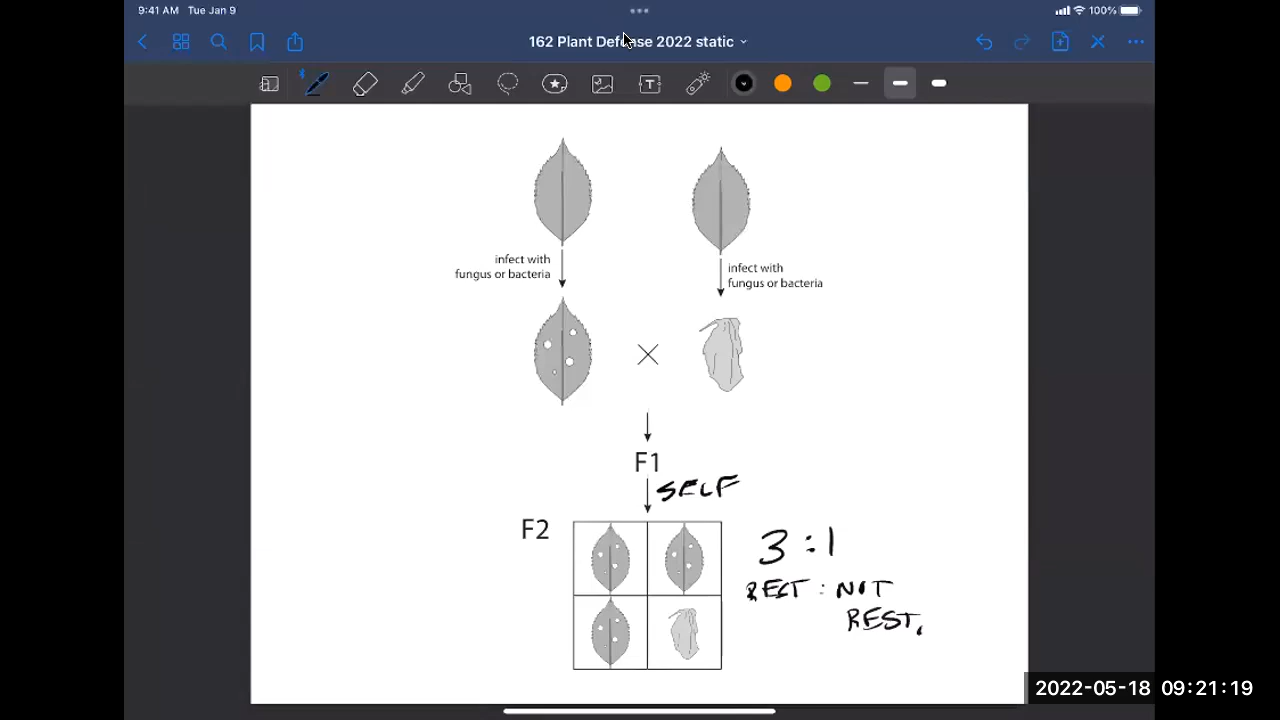 9:41 AM Tue Jan 9
100%
162 Plant Defense 2022 static
T
infect with
fungus or bacteria
infect with
fungus or bacteria
F1
SELF
F2
3:1
REST : NOT
REST.
2022-05-18 09:21:19